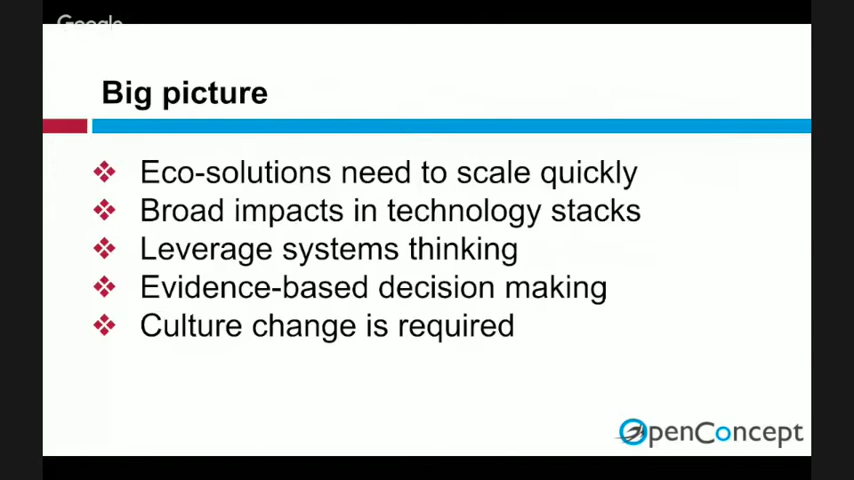 Google
Big picture
Eco-solutions need to scale quickly
Broad impacts in technology stacks
Leverage systems thinking
Evidence-based decision making
Culture change is required
OpenConcept